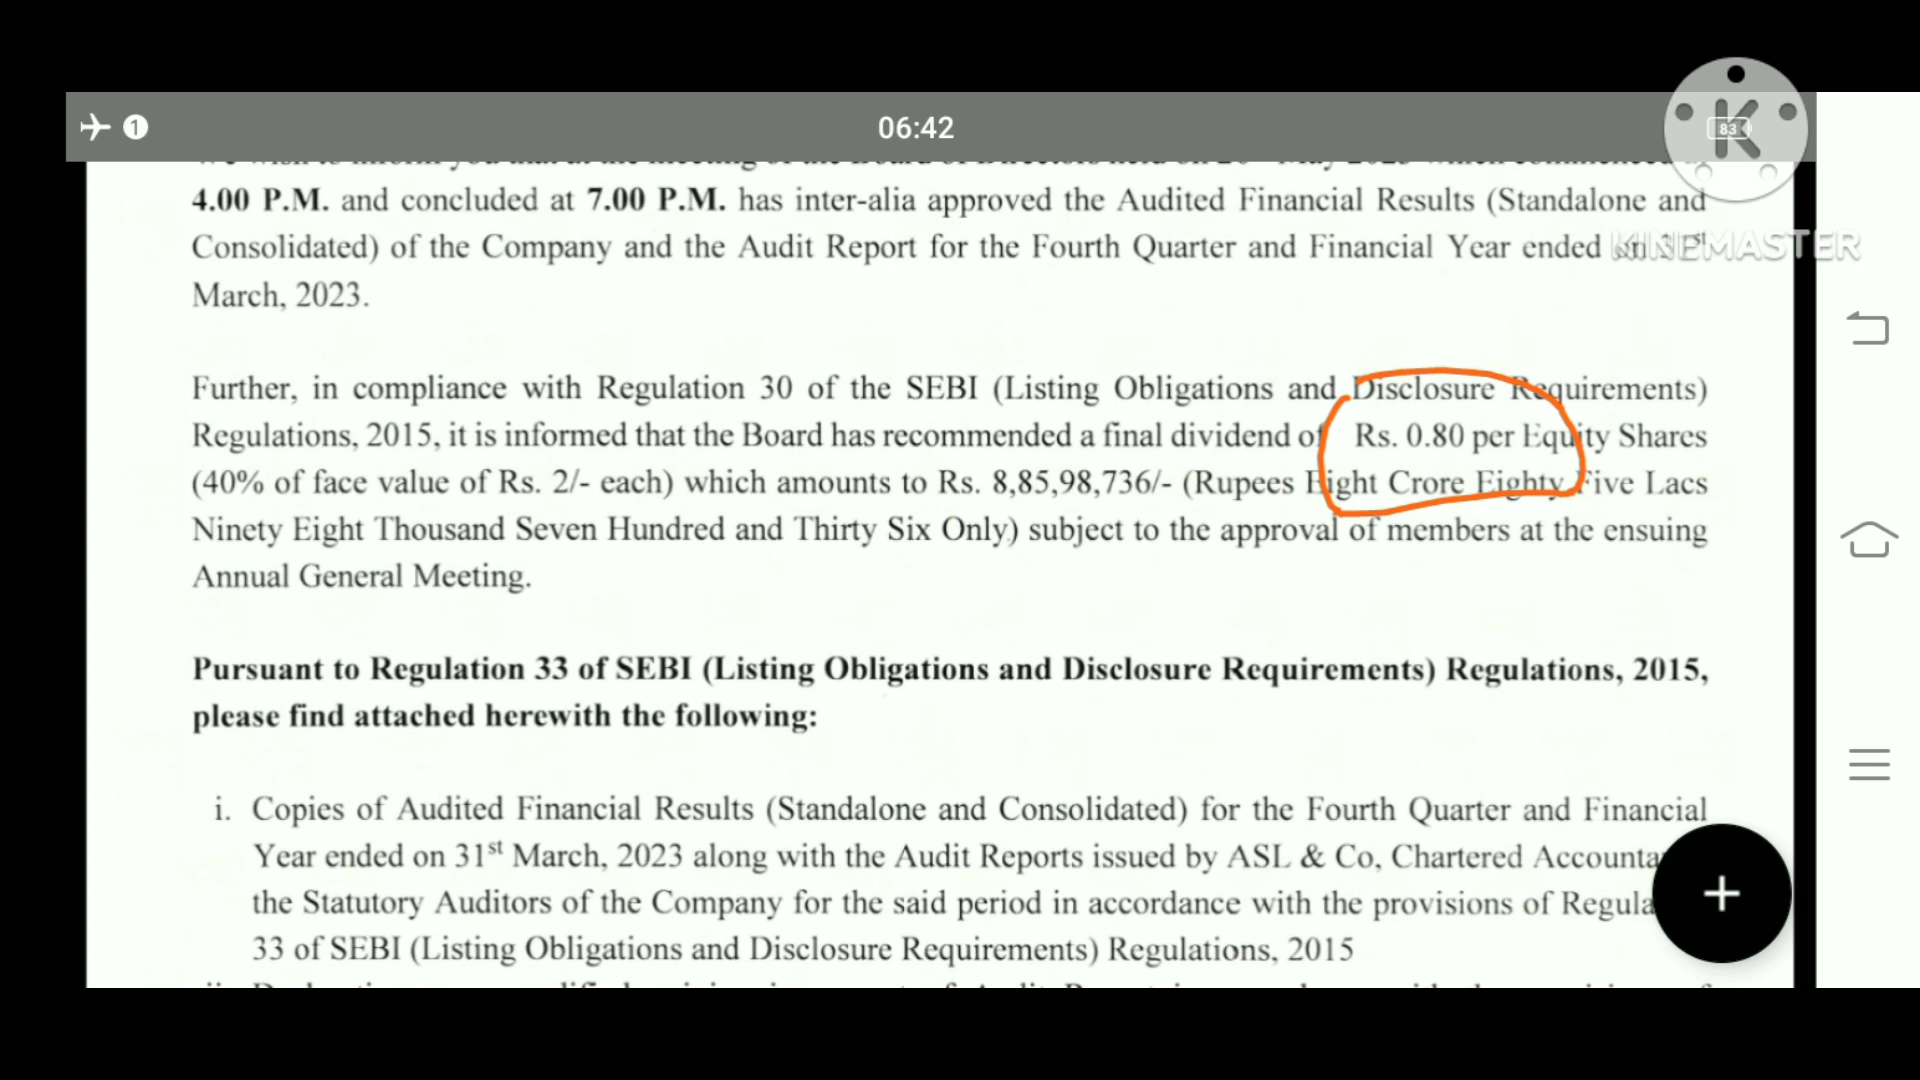 06:42
83
K
KINEMASTER
4.00 P.M. and concluded at 7.00 P.M. has inter-alia approved the Audited Financial Results (Standalone and
Consolidated) of the Company and the Audit Report for the Fourth Quarter and Financial Year ended on 31st
March, 2023.
Further, in compliance with Regulation 30 of the SEBI (Listing Obligations and Disclosure Requirements)
Regulations, 2015, it is informed that the Board has recommended a final dividend of Rs. 0.80 per Equity Shares
(40% of face value of Rs. 2/- each) which amounts to Rs. 8,85,98,736/- (Rupees Eight Crore Eighty Five Lacs
Ninety Eight Thousand Seven Hundred and Thirty Six Only) subject to the approval of members at the ensuing
Annual General Meeting.
Pursuant to Regulation 33 of SEBI (Listing Obligations and Disclosure Requirements) Regulations, 2015,
please find attached herewith the following:
i. Copies of Audited Financial Results (Standalone and Consolidated) for the Fourth Quarter and Financial
Year ended on 31st March, 2023 along with the Audit Reports issued by ASL & Co, Chartered Accounta
the Statutory Auditors of the Company for the said period in accordance with the provisions of Regula
33 of SEBI (Listing Obligations and Disclosure Requirements) Regulations, 2015